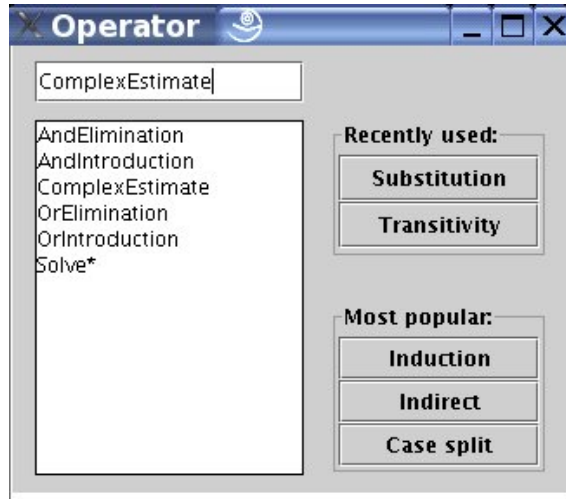 Operator
ComplexEstimate
AndElimination
AndIntroduction
ComplexEstimate
OrElimination
OrIntroduction
Solve*
Recently used:
Substitution
Transitivity
Most popular:
Induction
Indirect
Case split